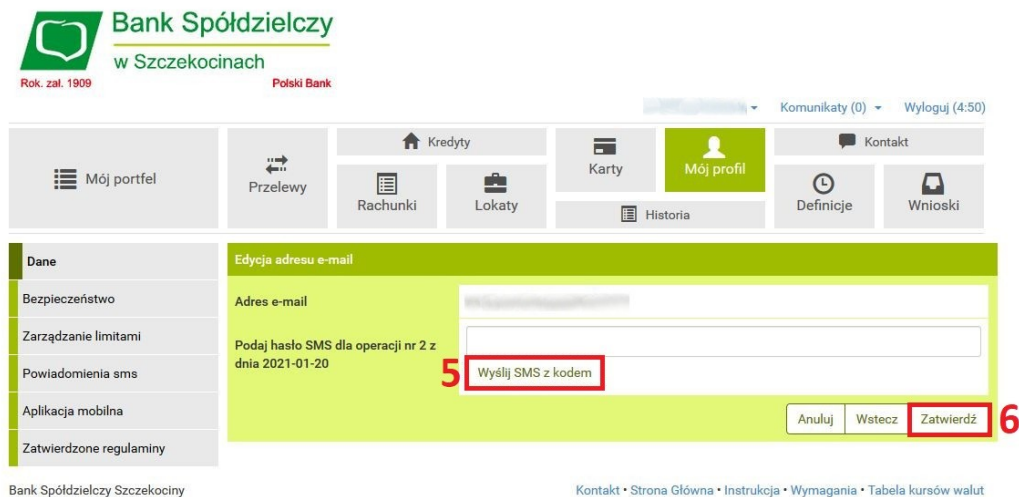 Bank Spółdzielczy
w Szczekocinach
Rok. zał. 1909
Polski Bank
Komunikaty (0)
Wyloguj (4:50)
Mój portfel
Przelewy
Kredyty
Rachunki
Lokaty
Karty
Mój profil
Historia
Kontakt
Definicje
Wnioski
Dane
Bezpieczeństwo
Zarządzanie limitami
Powiadomienia sms
Aplikacja mobilna
Zatwierdzone regulaminy
Edycja adresu e-mail
Adres e-mail
Podaj hasło SMS dla operacji nr 2 z
dnia 2021-01-20
5
Wyślij SMS z kodem
Anuluj
Wstecz
Zatwierdź
6
Bank Spółdzielczy Szczekociny
Kontakt • Strona Główna • Instrukcja • Wymagania • Tabela kursów walut